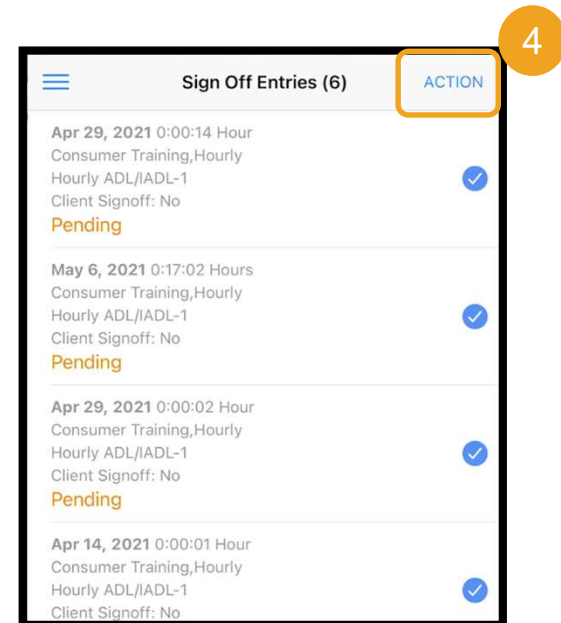 4
Sign Off Entries (6) ACTION
Apr 29, 2021 0:00:14 Hour
Consumer Training,Hourly
Hourly ADL/IADL-1
Client Signoff: No
Pending
May 6, 2021 0:17:02 Hours
Consumer Training,Hourly
Hourly ADL/IADL-1
Client Signoff: No
Pending
Apr 29, 2021 0:00:02 Hour
Consumer Training,Hourly
Hourly ADL/IADL-1
Client Signoff: No
Pending
Apr 14, 2021 0:00:01 Hour
Consumer Training,Hourly
Hourly ADL/IADL-1
Client Signoff: No